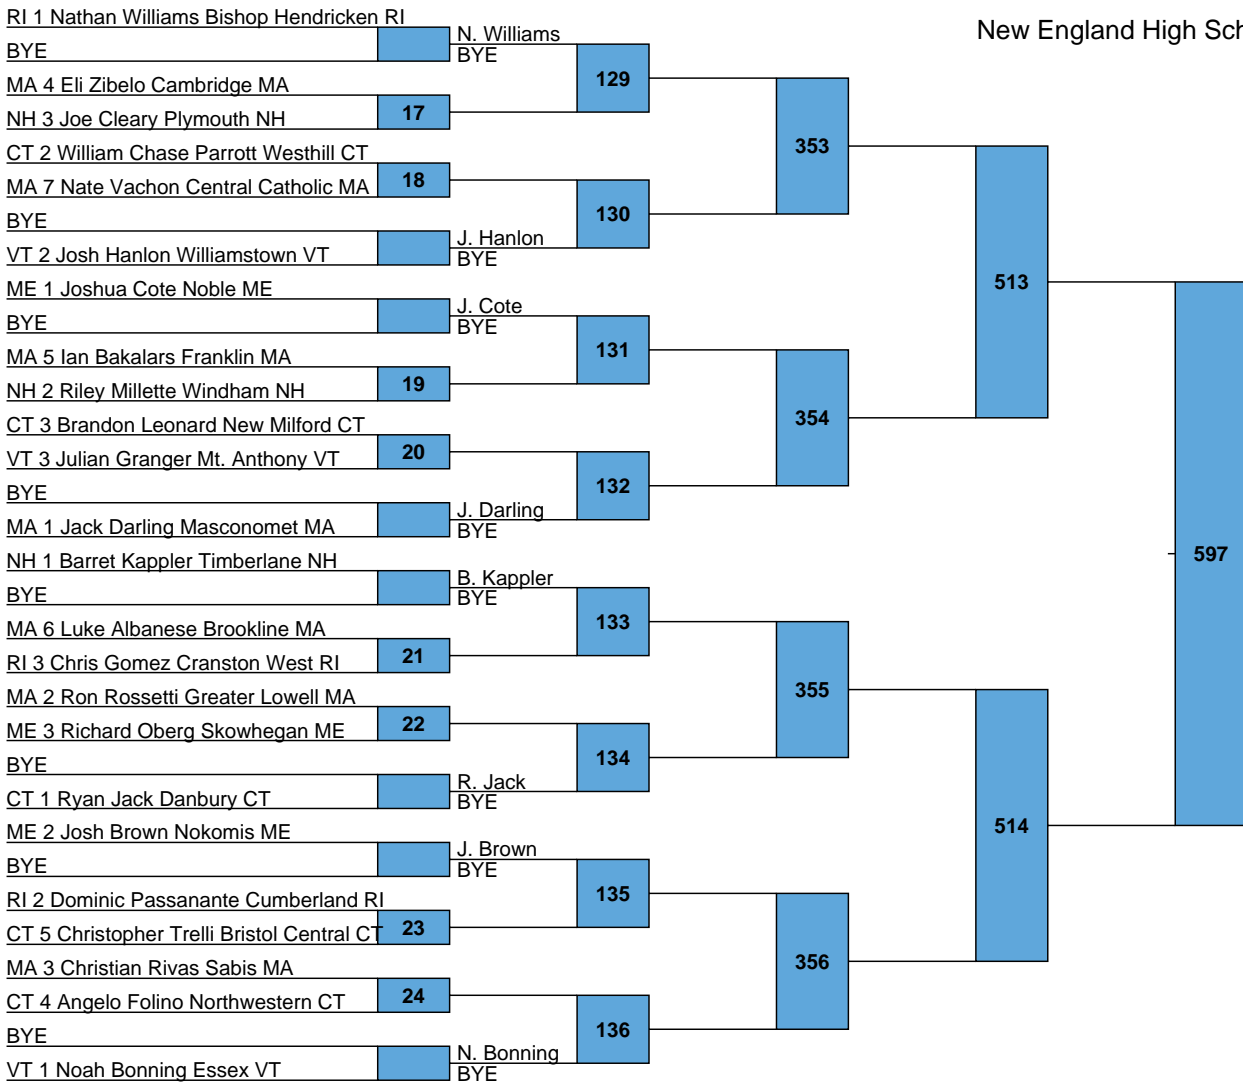 New England High Sch
RI 1 Nathan Williams Bishop Hendricken RI
BYE
N. Williams
BYE
129
MA 4 Eli Zibelo Cambridge MA
NH 3 Joe Cleary Plymouth NH
17
353
CT 2 William Chase Parrott Westhill CT
MA 7 Nate Vachon Central Catholic MA
18
130
BYE
VT 2 Josh Hanlon Williamstown VT
J. Hanlon
BYE
513
ME 1 Joshua Cote Noble ME
BYE
J. Cote
BYE
131
MA 5 Ian Bakalars Franklin MA
NH 2 Riley Millette Windham NH
19
354
CT 3 Brandon Leonard New Milford CT
VT 3 Julian Granger Mt. Anthony VT
20
132
BYE
MA 1 Jack Darling Masconomet MA
J. Darling
BYE
597
NH 1 Barret Kappler Timberlane NH
BYE
B. Kappler
BYE
133
MA 6 Luke Albanese Brookline MA
RI 3 Chris Gomez Cranston West RI
21
355
MA 2 Ron Rossetti Greater Lowell MA
ME 3 Richard Oberg Skowhegan ME
22
134
BYE
CT 1 Ryan Jack Danbury CT
R. Jack
BYE
514
ME 2 Josh Brown Nokomis ME
BYE
J. Brown
BYE
135
RI 2 Dominic Passanante Cumberland RI
CT 5 Christopher Trelli Bristol Central CT
23
356
MA 3 Christian Rivas Sabis MA
CT 4 Angelo Folino Northwestern CT
24
136
BYE
VT 1 Noah Bonning Essex VT
N. Bonning
BYE